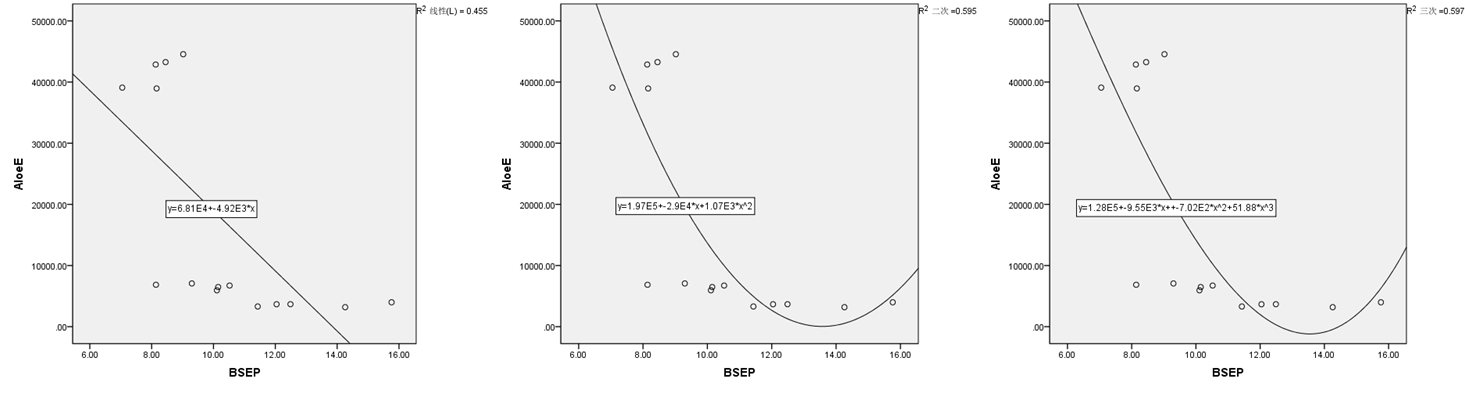 R² 线性(L) = 0.455
50000.00
40000.00
30000.00
20000.00
10000.00
.00
AloeE
y=6.81E4+-4.92E3*x
6.00 8.00 10.00 12.00 14.00 16.00
BSEP
R² 二次 =0.595
50000.00
40000.00
30000.00
20000.00
10000.00
.00
AloeE
y=1.97E5+-2.9E4*x+1.07E3*x^2
6.00 8.00 10.00 12.00 14.00 16.00
BSEP
R² 三次 =0.597
50000.00
40000.00
30000.00
20000.00
10000.00
.00
AloeE
y=1.28E5+-9.55E3*x++-7.02E2*x^2+51.88*x^3
6.00 8.00 10.00 12.00 14.00 16.00
BSEP